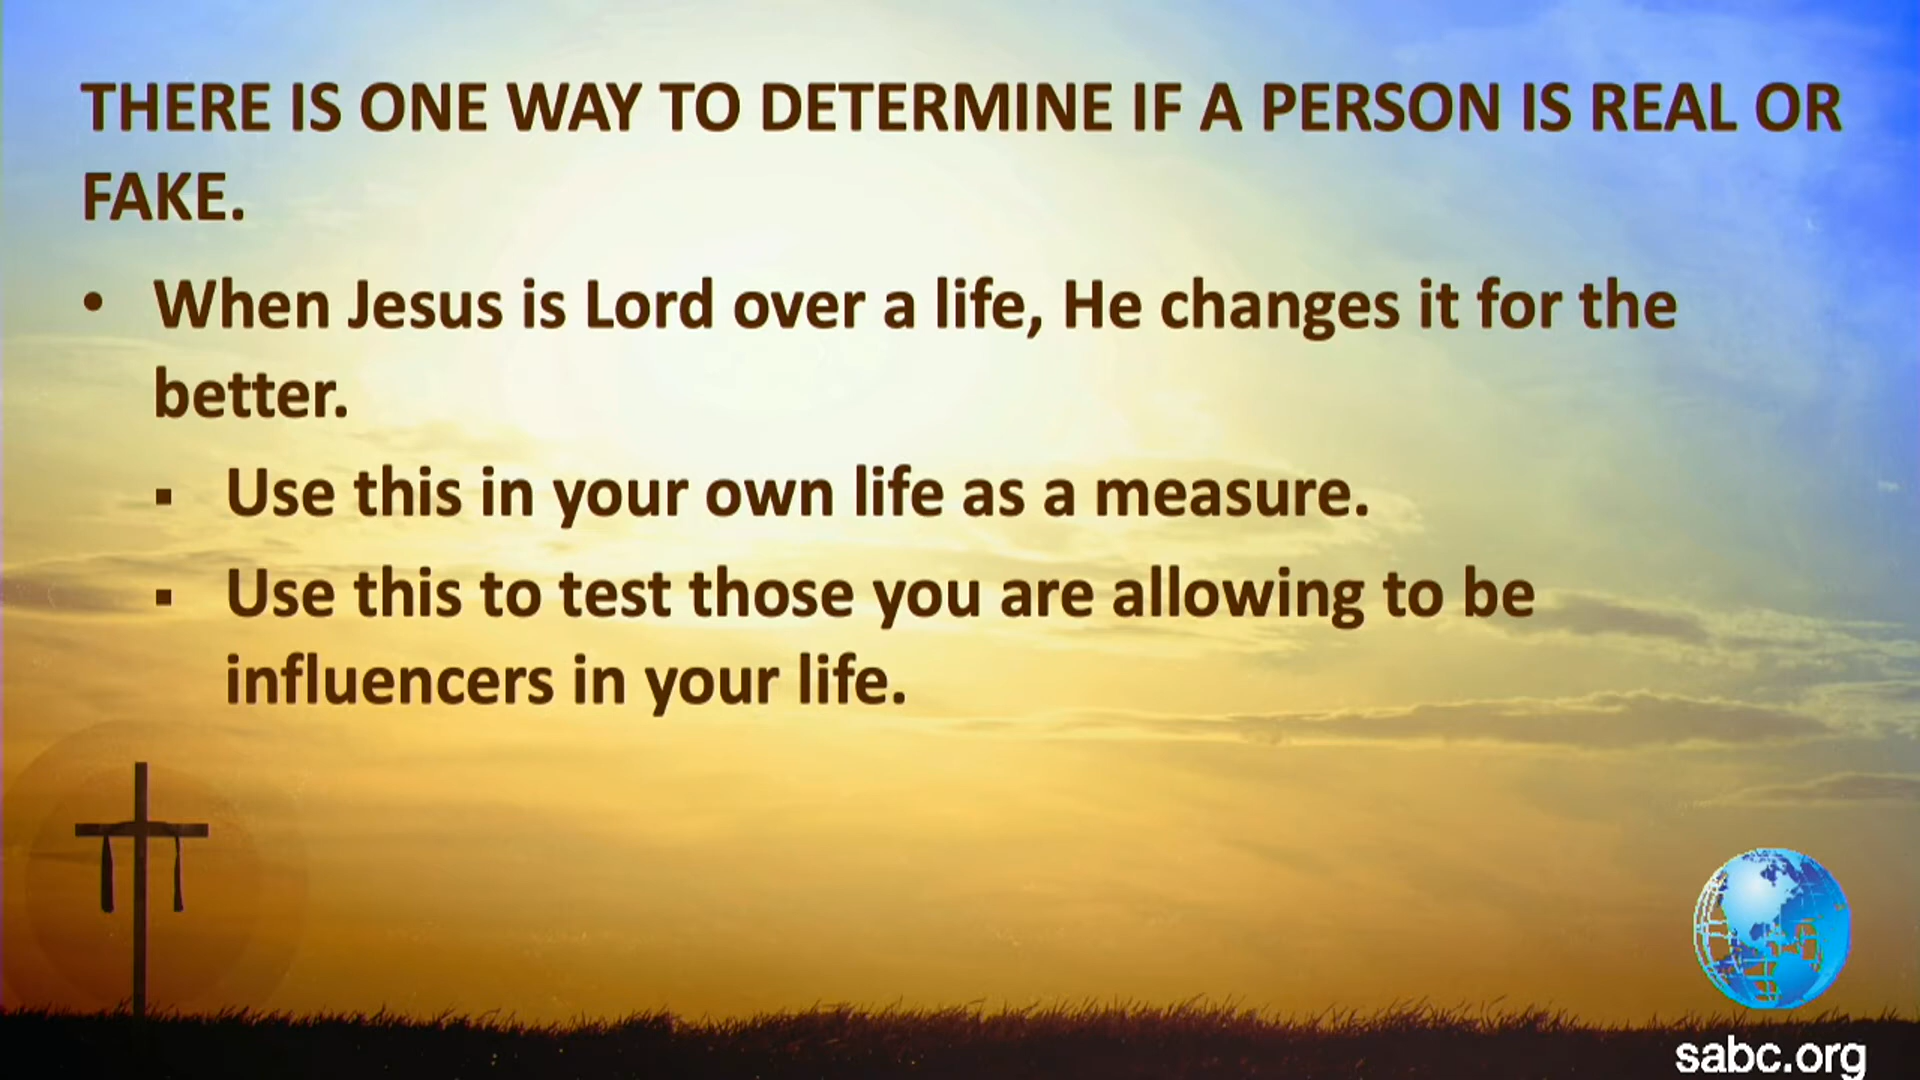 THERE IS ONE WAY TO DETERMINE IF A PERSON IS REAL OR
FAKE.
• When Jesus is Lord over a life, He changes it for the
better.
▪ Use this in your own life as a measure.
▪ Use this to test those you are allowing to be
influencers in your life.
sabc.org